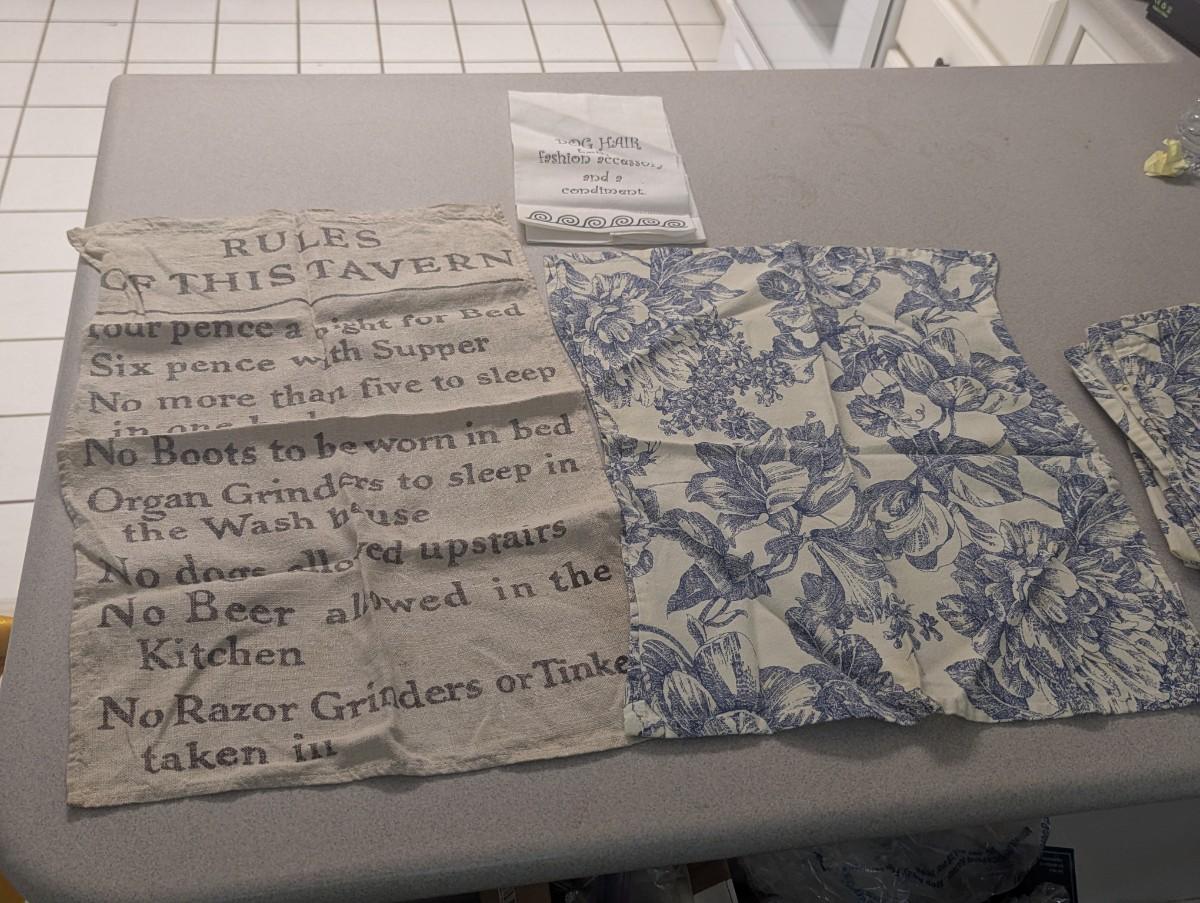 RULES
OF THIS TAVERN
four pence a night for Bed
Six pence with Supper
No more than five to sleep
in one bed
No Boots to be worn in bed
Organ Grinders to sleep in
the Wash house
No dogs allowed upstairs
No Beer allowed in the
Kitchen
No Razor Grinders or Tinke
taken in
DOG HAIR
fashion accessory
and a
condiment